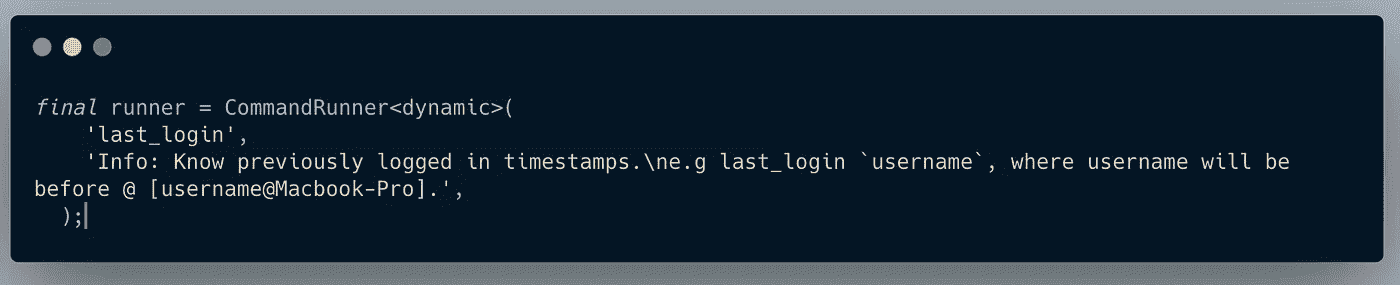 final runner = CommandRunner<dynamic>(
    'last_login',
    'Info: Know previously logged in timestamps.\ne.g last_login `username`, where username will be
before @ [username@Macbook-Pro].',
  );